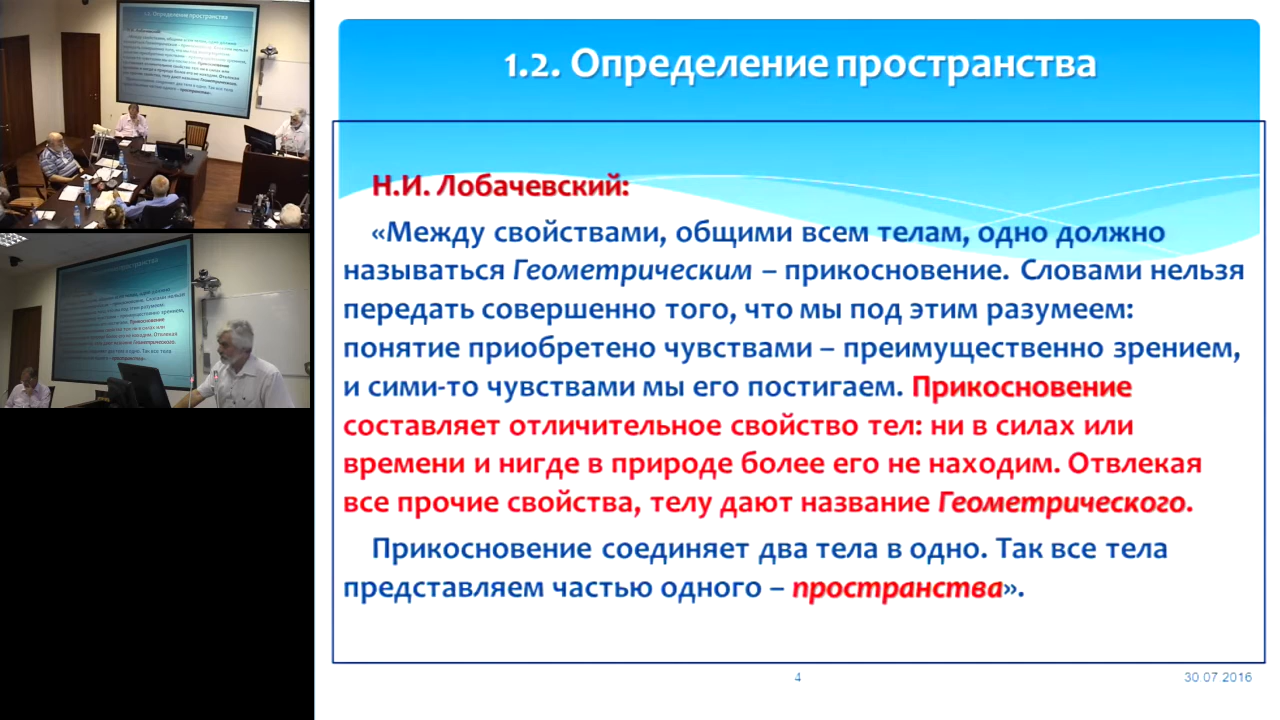 1.2. Определение пространства
Н.И. Лобачевский:
«Между свойствами, общими всем телам, одно должно
называться Геометрическим – прикосновение. Словами нельзя
передать совершенно того, что мы под этим разумеем:
понятие приобретено чувствами – преимущественно зрением,
и сими-то чувствами мы его постигаем. Прикосновение
составляет отличительное свойство тел: ни в силах или
времени и нигде в природе более его не находим. Отвлекая
все прочие свойства, телу дают название Геометрического.
Прикосновение соединяет два тела в одно. Так все тела
представляем частью одного – пространства».
4
30.07.2016